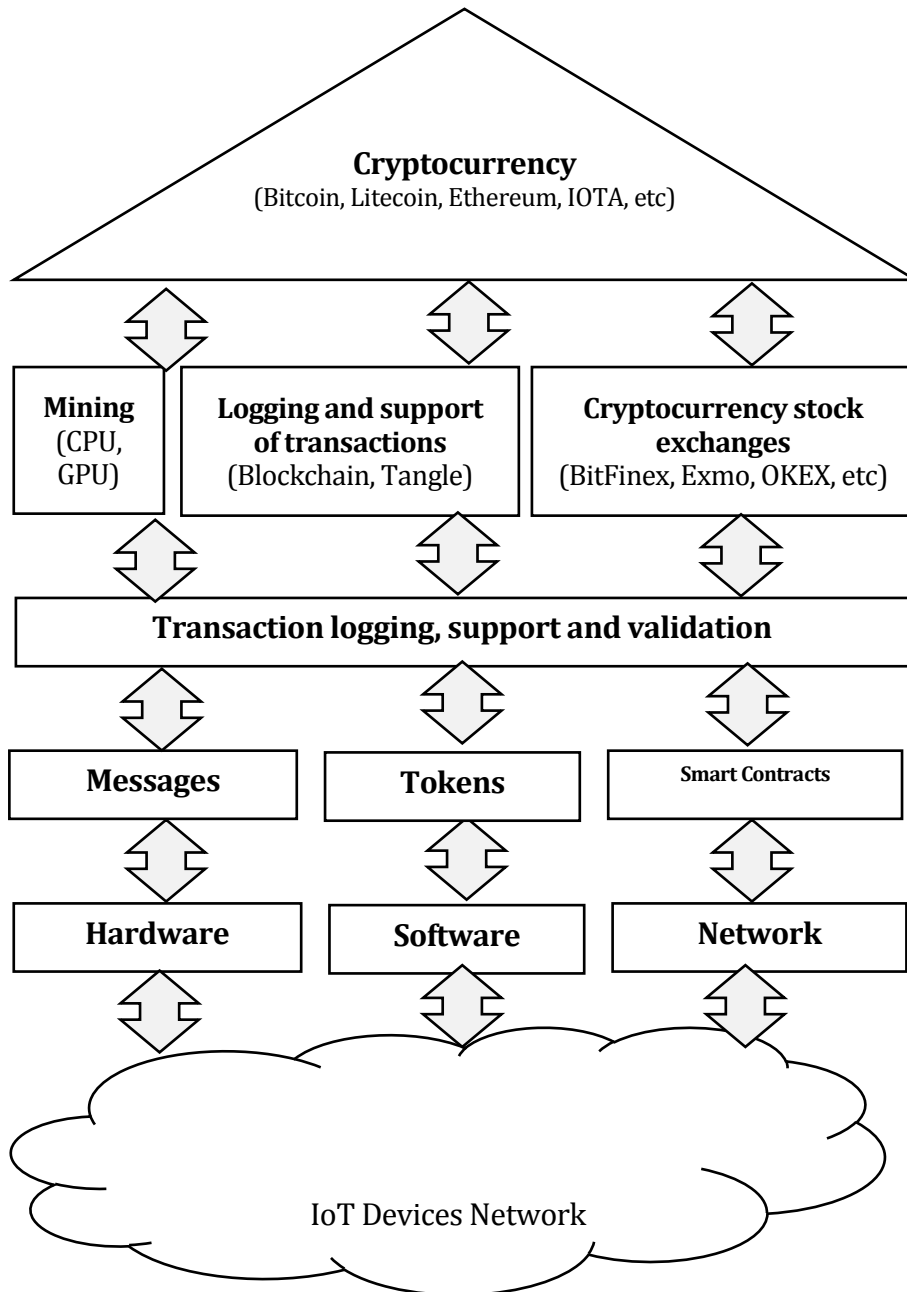 Cryptocurrency
(Bitcoin, Litecoin, Ethereum, IOTA, etc)
Mining
(CPU,
GPU)
Logging and support
of transactions
(Blockchain, Tangle)
Cryptocurrency stock
exchanges
(BitFinex, Exmo, OKEX, etc)
Transaction logging, support and validation
Messages
Tokens
Smart Contracts
Hardware
Software
Network
IoT Devices Network